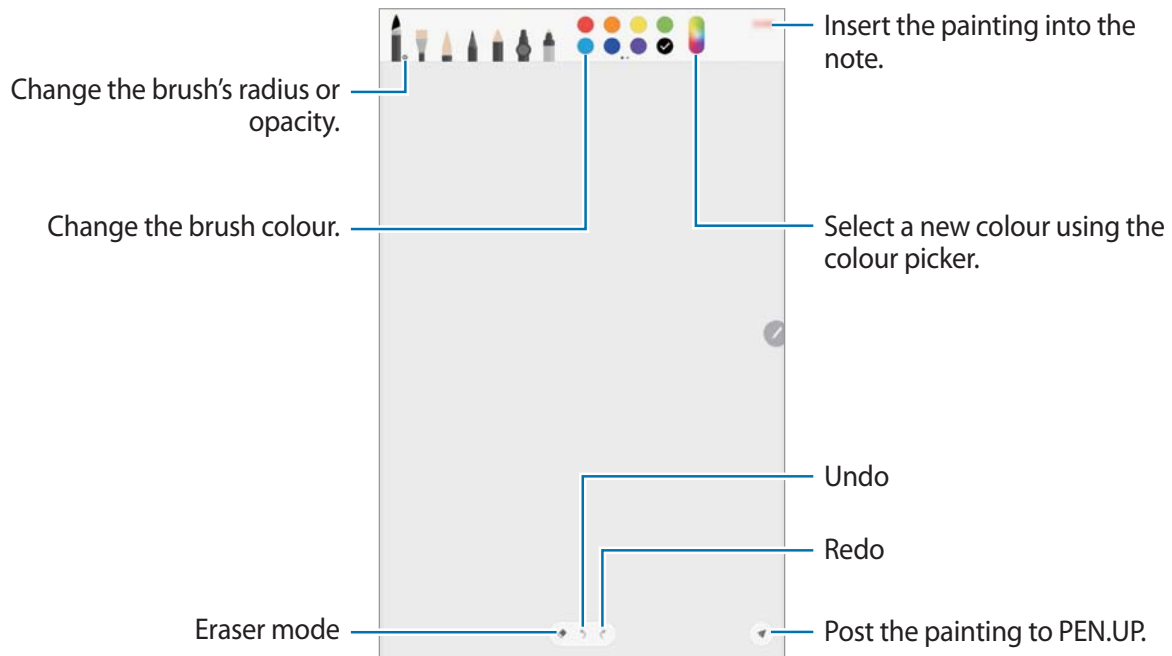 Insert the painting into the
note.
Change the brush’s radius or
opacity.
Change the brush colour.
Select a new colour using the
colour picker.
Undo
Redo
Eraser mode
Post the painting to PEN.UP.